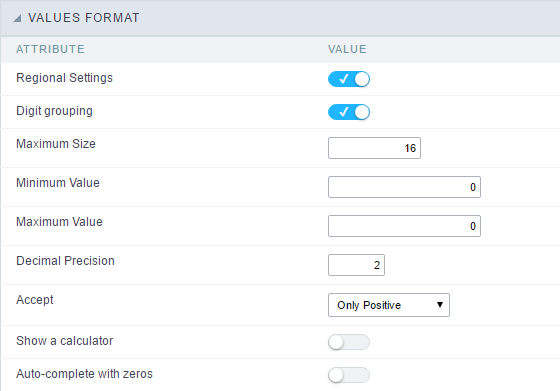 VALUES FORMAT
ATTRIBUTE VALUE
Regional Settings
Digit grouping
Maximum Size 16
Minimum Value 0
Maximum Value 0
Decimal Precision 2
Accept Only Positive
Show a calculator
Auto-complete with zeros